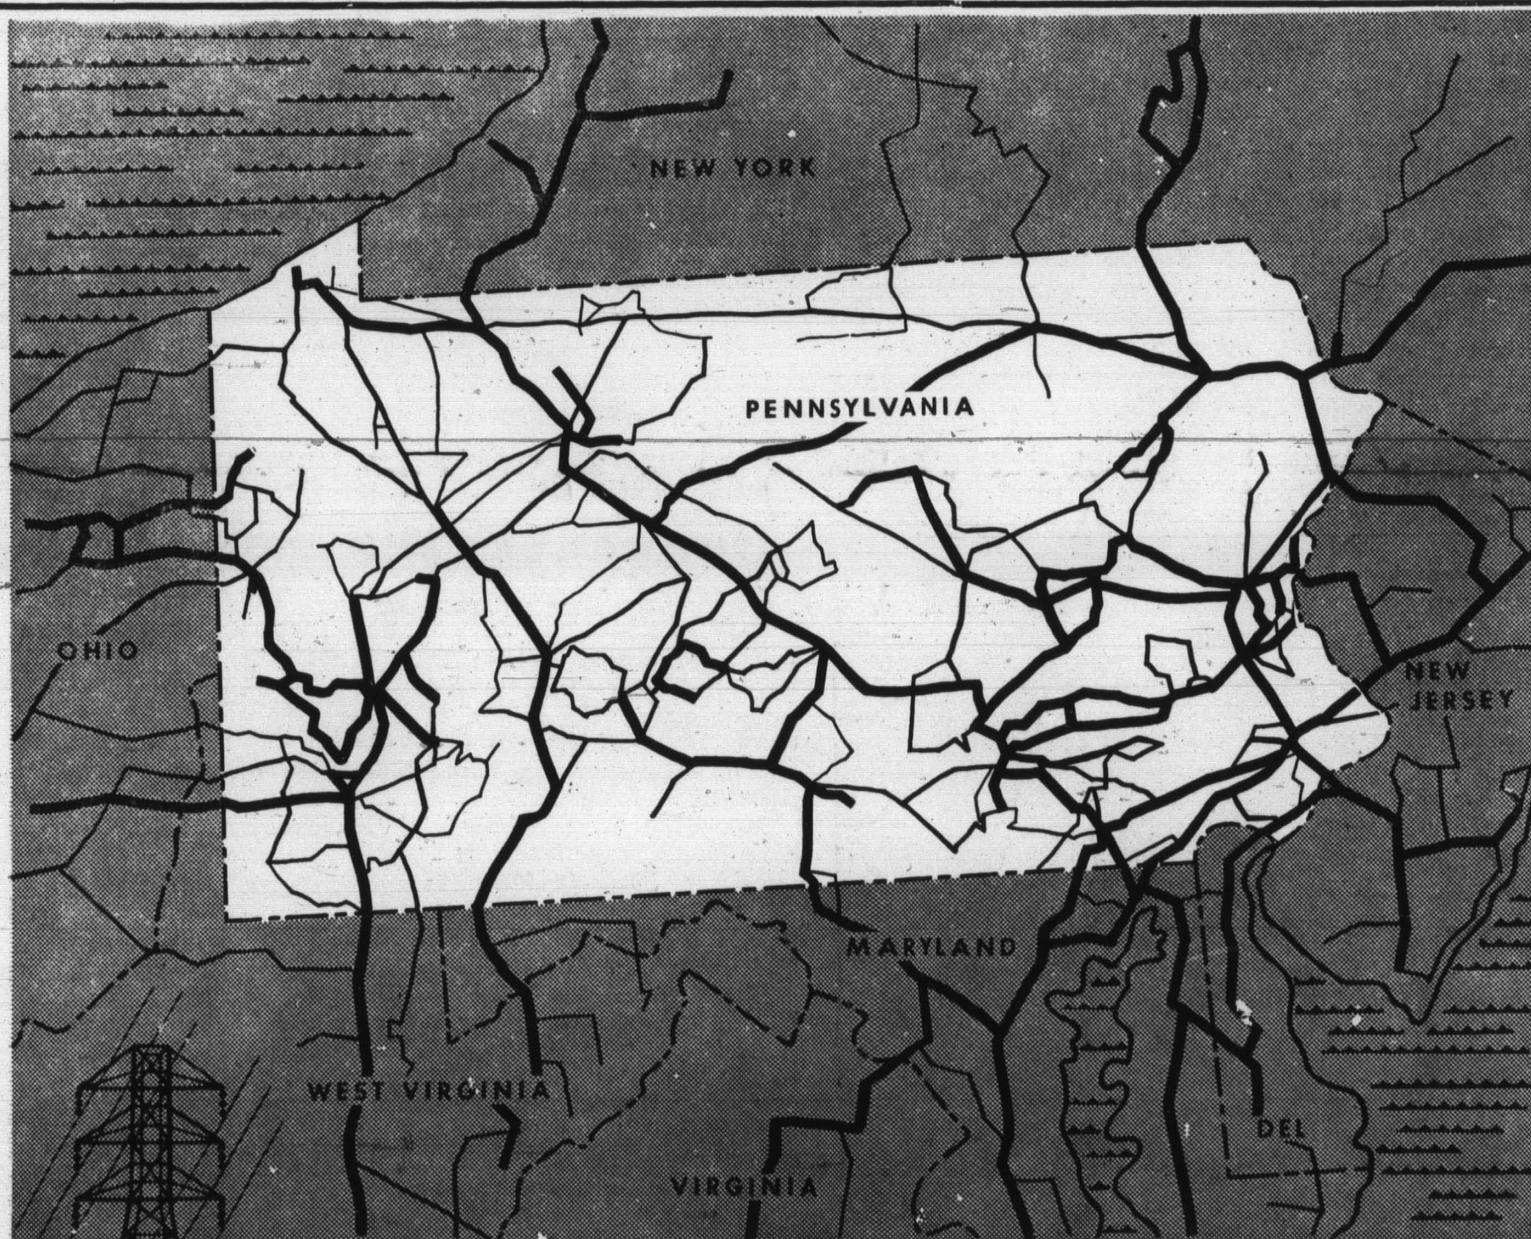 NEW YORK
PENNSYLVANIA
OHIO
NEW
JERSEY
MARYLAND
WEST VIRGINIA
DEL
VIRGINIA